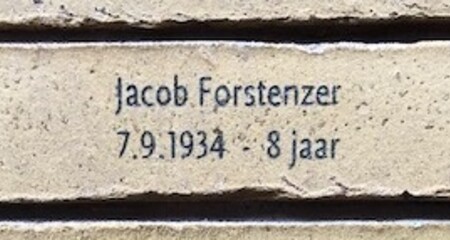 Jacob Forstenzer
7.9.1934 - 8 jaar